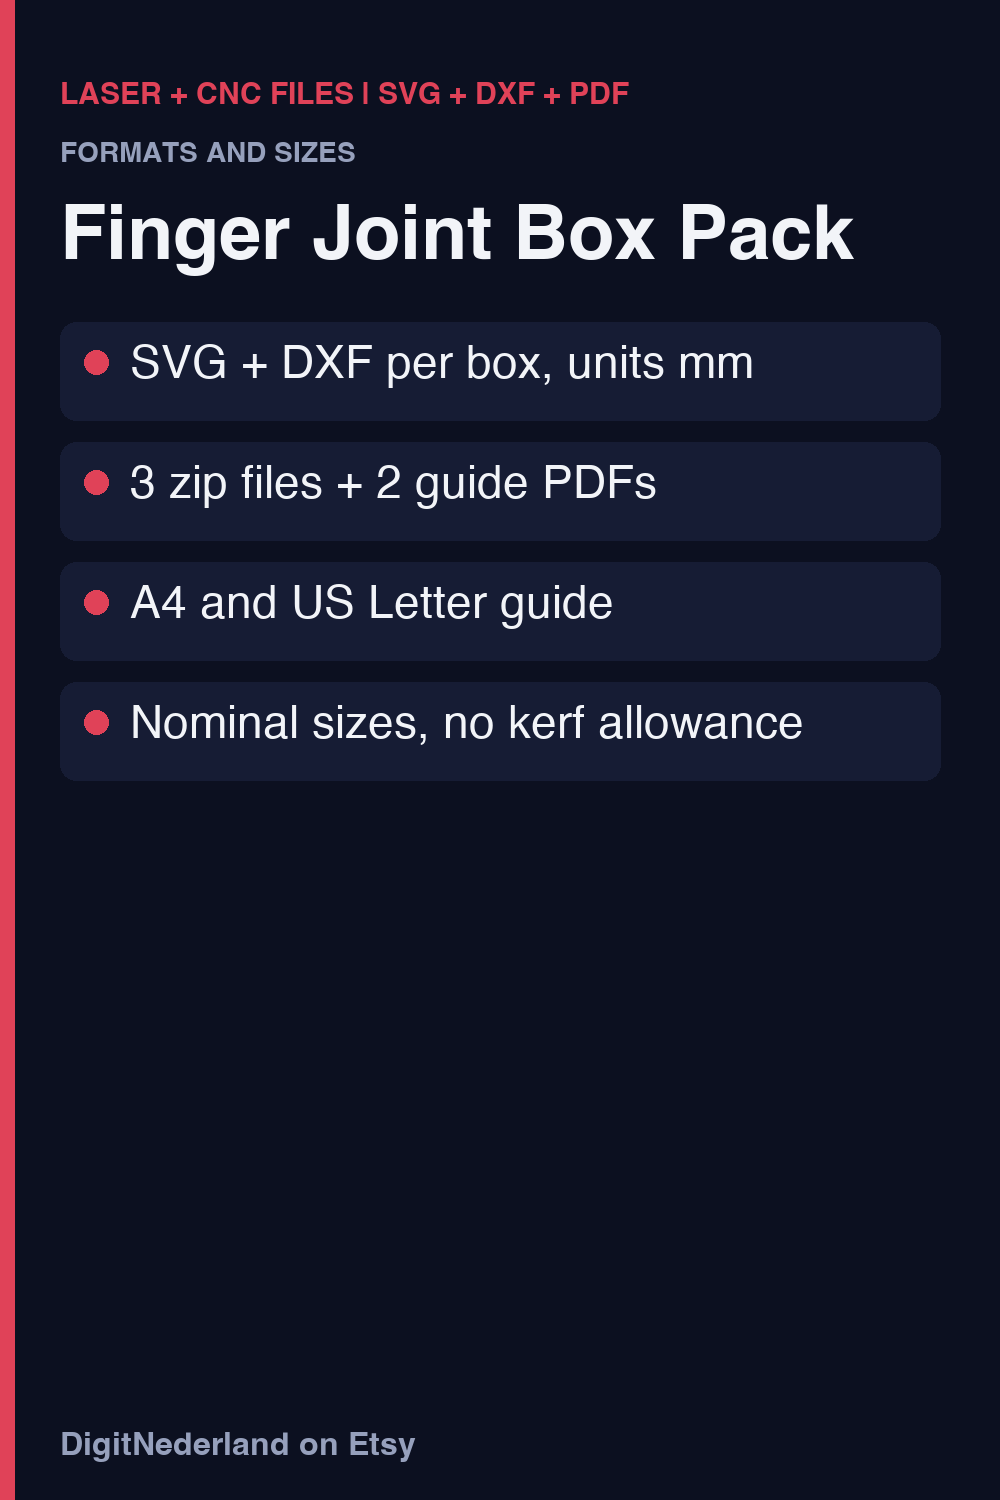 LASER + CNC FILES | SVG + DXF + PDF
FORMATS AND SIZES
Finger Joint Box Pack
SVG + DXF per box, units mm
3 zip files + 2 guide PDFs
A4 and US Letter guide
Nominal sizes, no kerf allowance
DigitNederland on Etsy